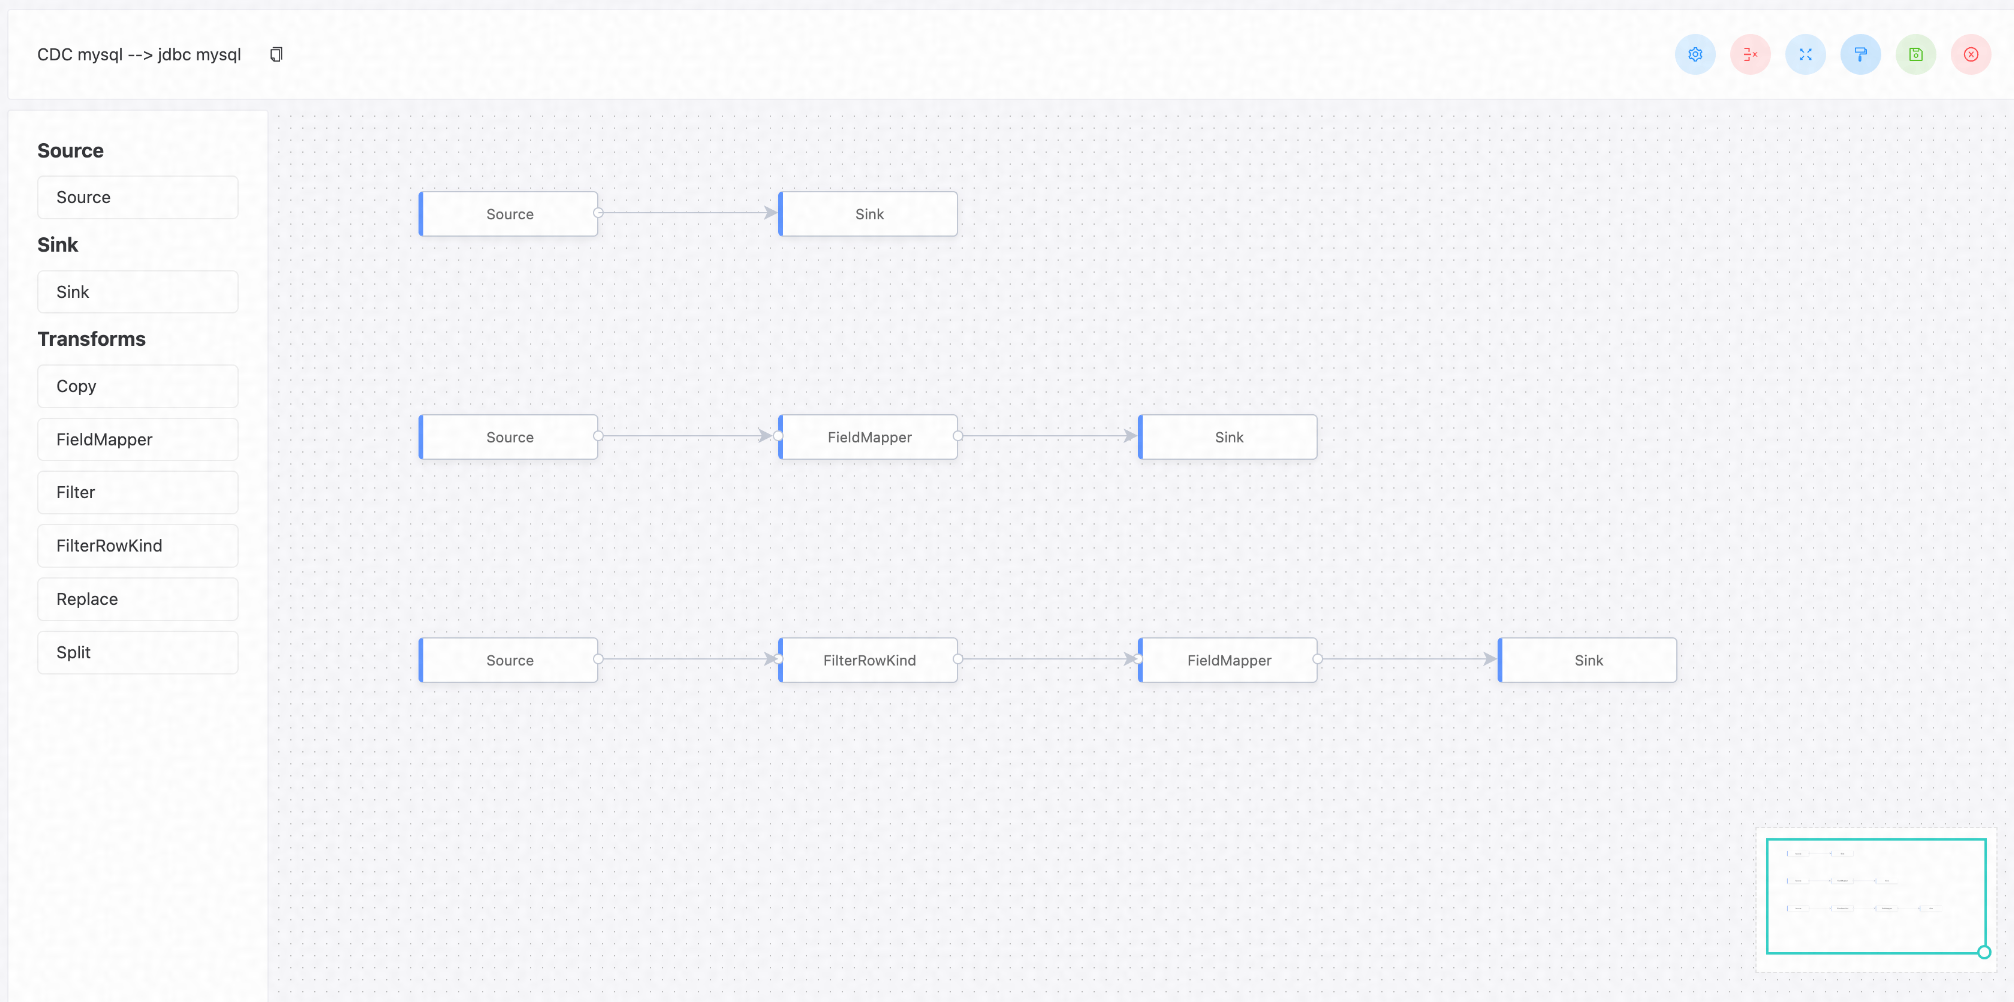 CDC mysql --> jdbc mysql
Source
Source
Sink
Sink
Transforms
Copy
FieldMapper
Filter
FilterRowKind
Replace
Split
Source
Sink
Source
FieldMapper
Sink
Source
FilterRowKind
FieldMapper
Sink